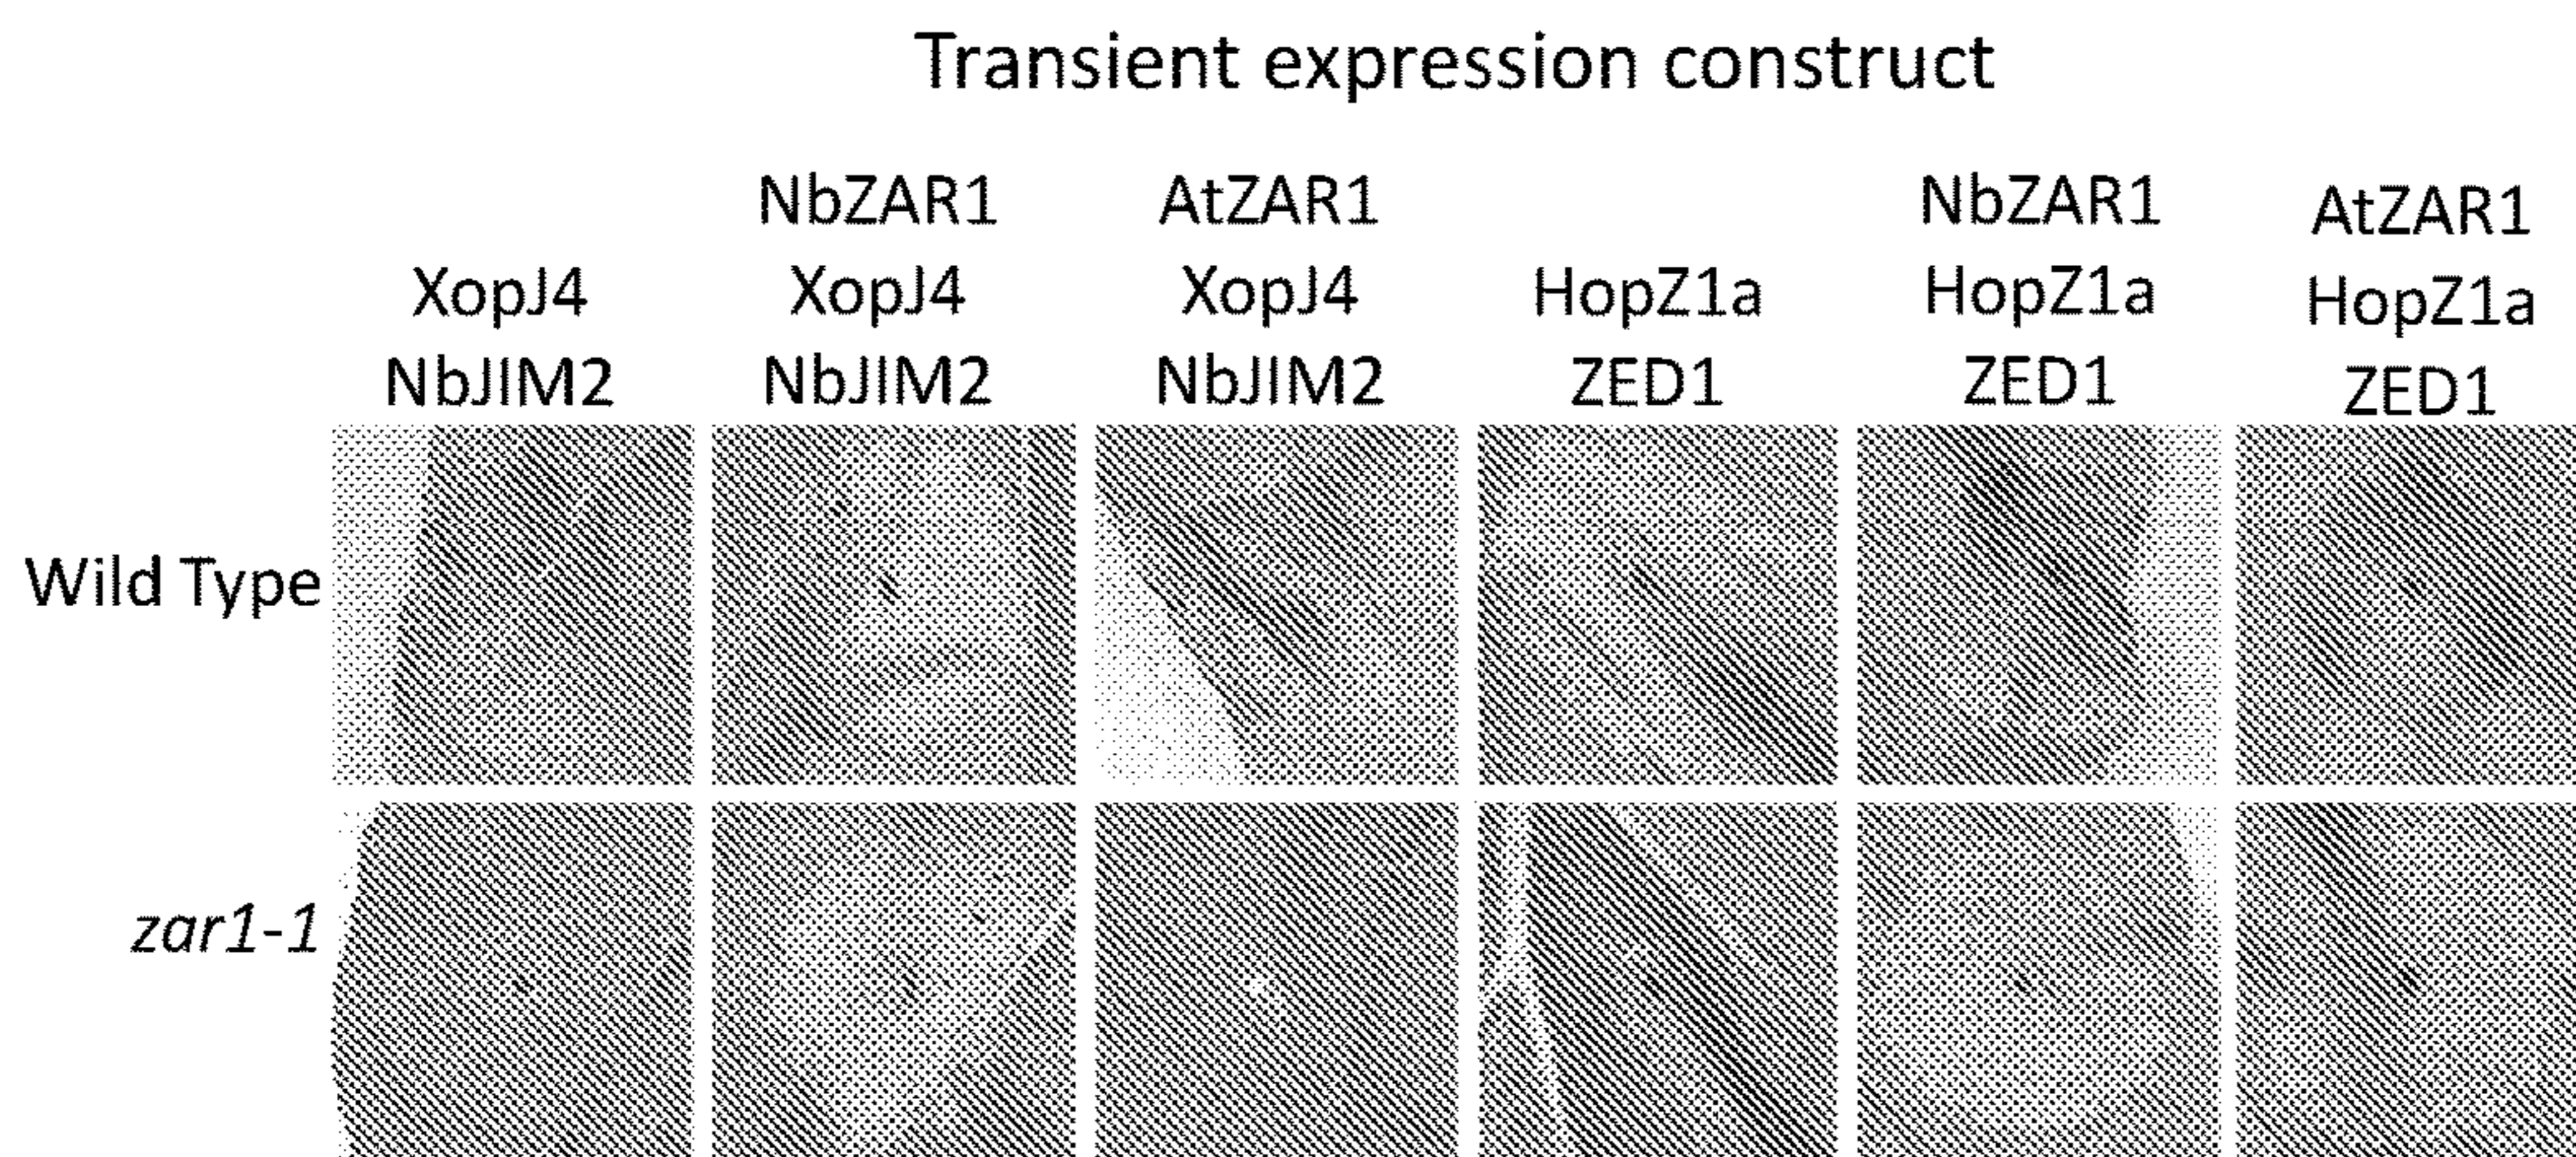 Transient expression construct
XopJ4
NbJIM2
NbZAR1
XopJ4
NbJIM2
AtZAR1
XopJ4
NbJIM2
HopZ1a
ZED1
NbZAR1
HopZ1a
ZED1
AtZAR1
HopZ1a
ZED1
Wild Type
zar1-1